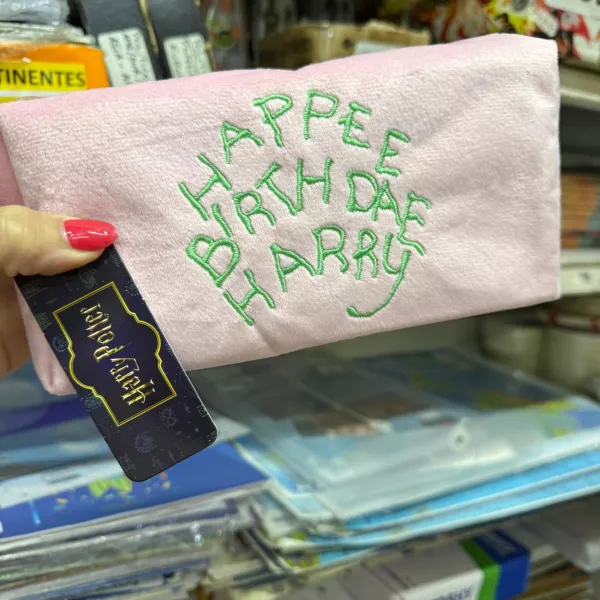 TINENTES
HAPPEE
BIRTHDAE
HARRY
Harry Potter